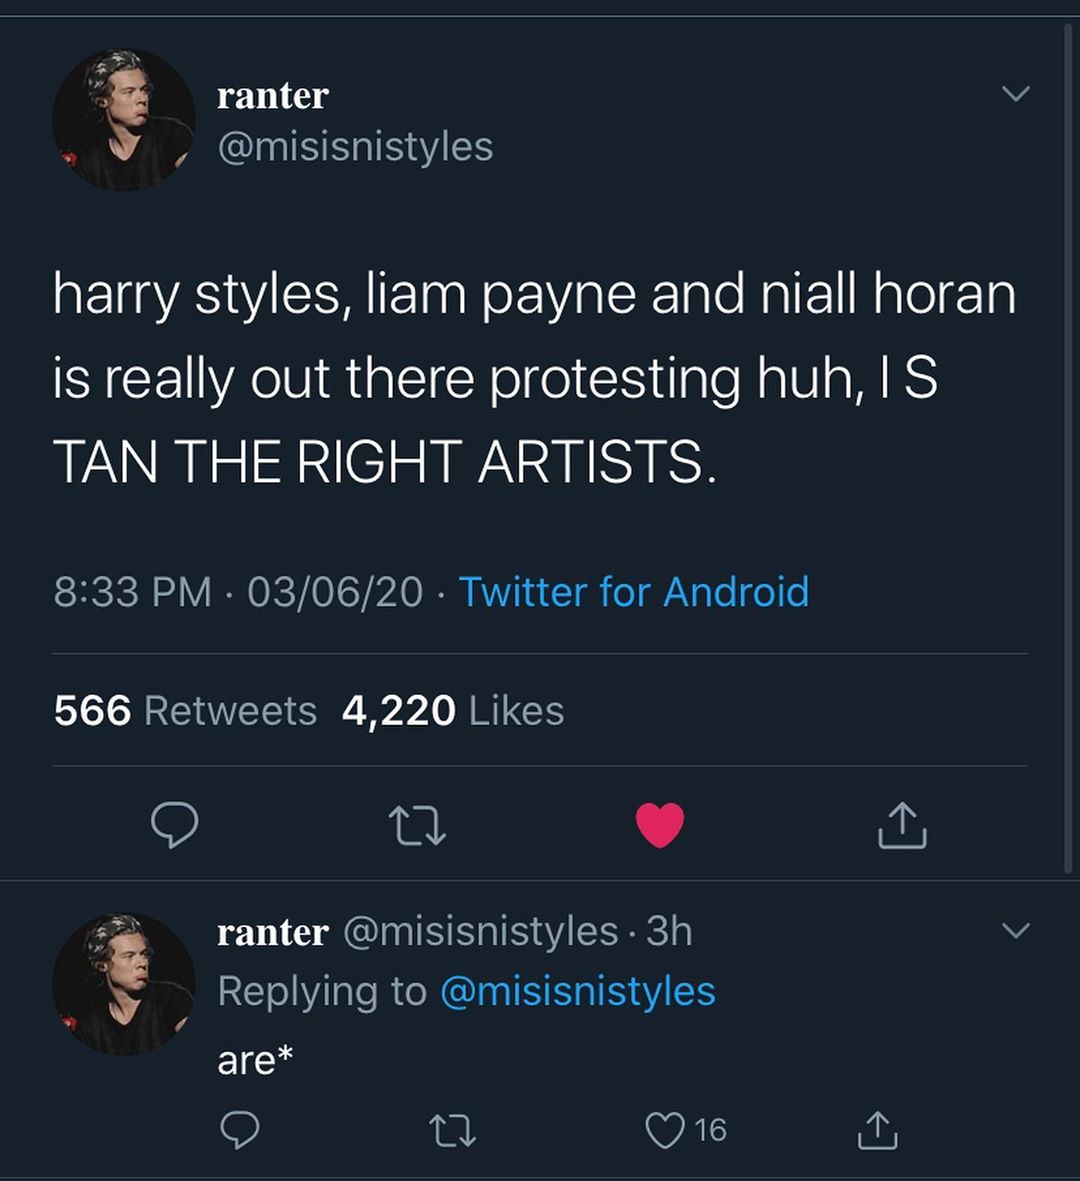 ranter
@misisnistyles
harry styles, liam payne and niall horan
is really out there protesting huh, I S
TAN THE RIGHT ARTISTS.
8:33 PM · 03/06/20 · Twitter for Android
566 Retweets 4,220 Likes
ranter @misisnistyles · 3h
Replying to @misisnistyles
are*
16